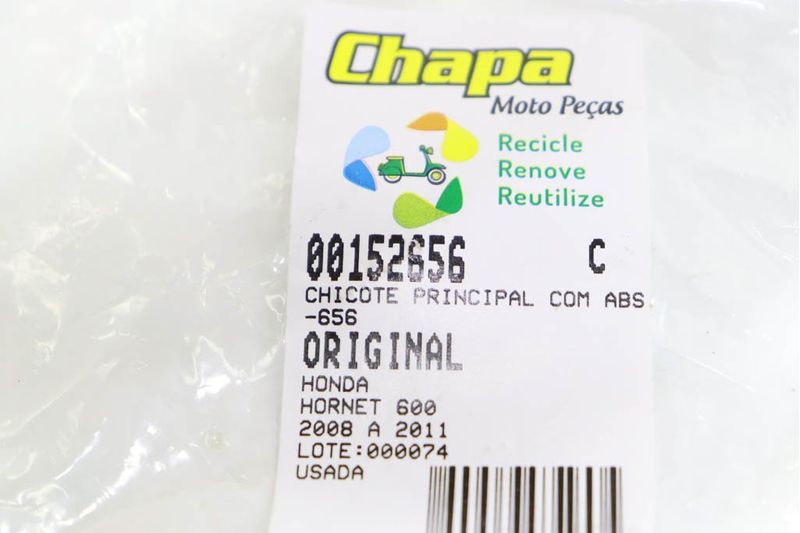 Chapa
Moto Peças
Recicle
Renove
Reutilize
00152656 C
CHICOTE PRINCIPAL COM ABS
-656
ORIGINAL
HONDA
HORNET 600
2008 A 2011
LOTE:000074
USADA